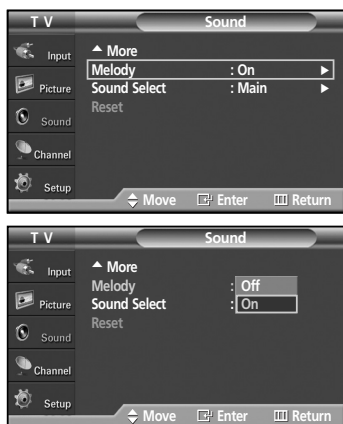 T V
Sound
Input
Picture
Sound
Channel
Setup
▲ More
Melody : On ►
Sound Select : Main ►
Reset
Move Enter Return
T V
Sound
Input
Picture
Sound
Channel
Setup
▲ More
Melody : Off
Sound Select : On
Reset
Move Enter Return